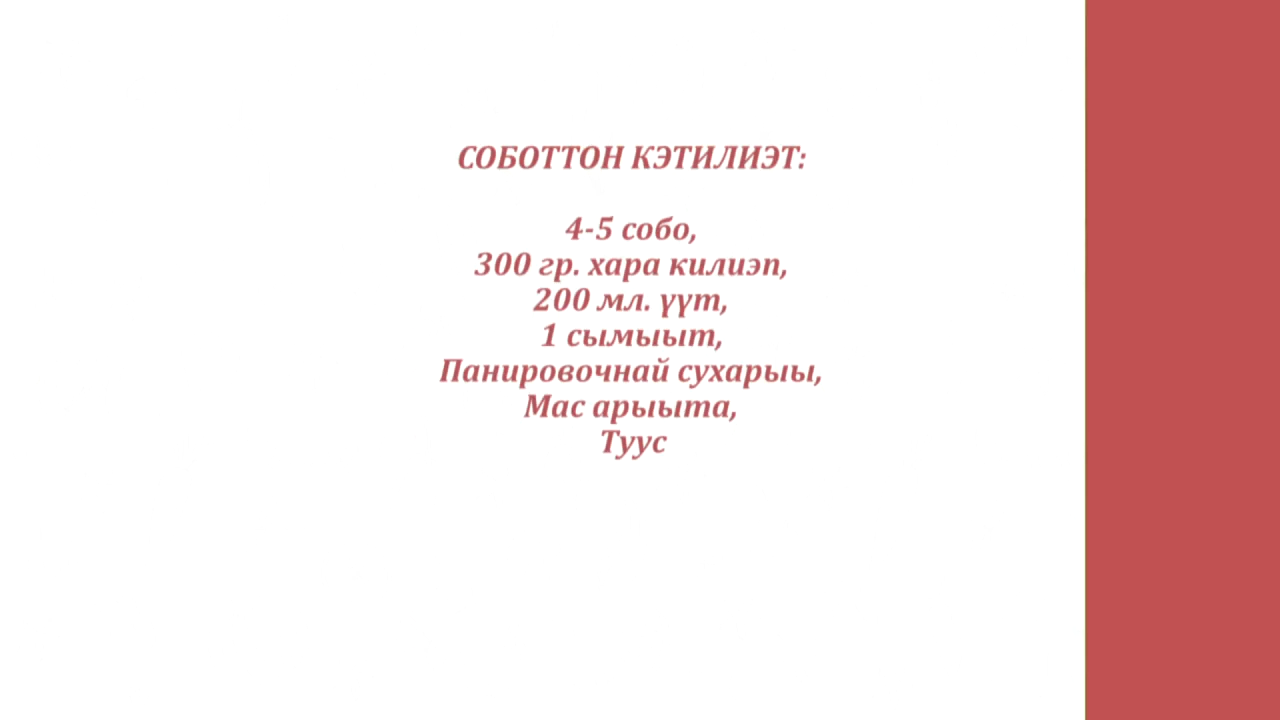 СОБОТТОН КЭТИЛИЭТ:
4-5 собо,
300 гр. хара килиэп,
200 мл. үүт,
1 сымыыт,
Панировочнай сухарыы,
Мас арыыта,
Туус